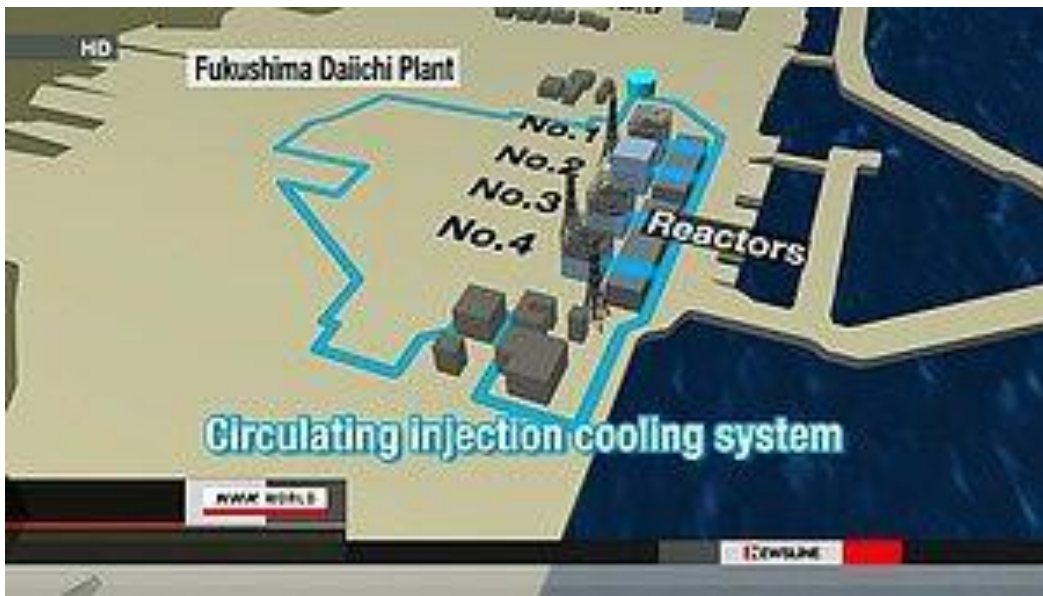 HD
Fukushima Daiichi Plant
No.1
No.2
No.3
No.4
Reactors
Circulating injection cooling system
NHK WORLD
NEWSLINE